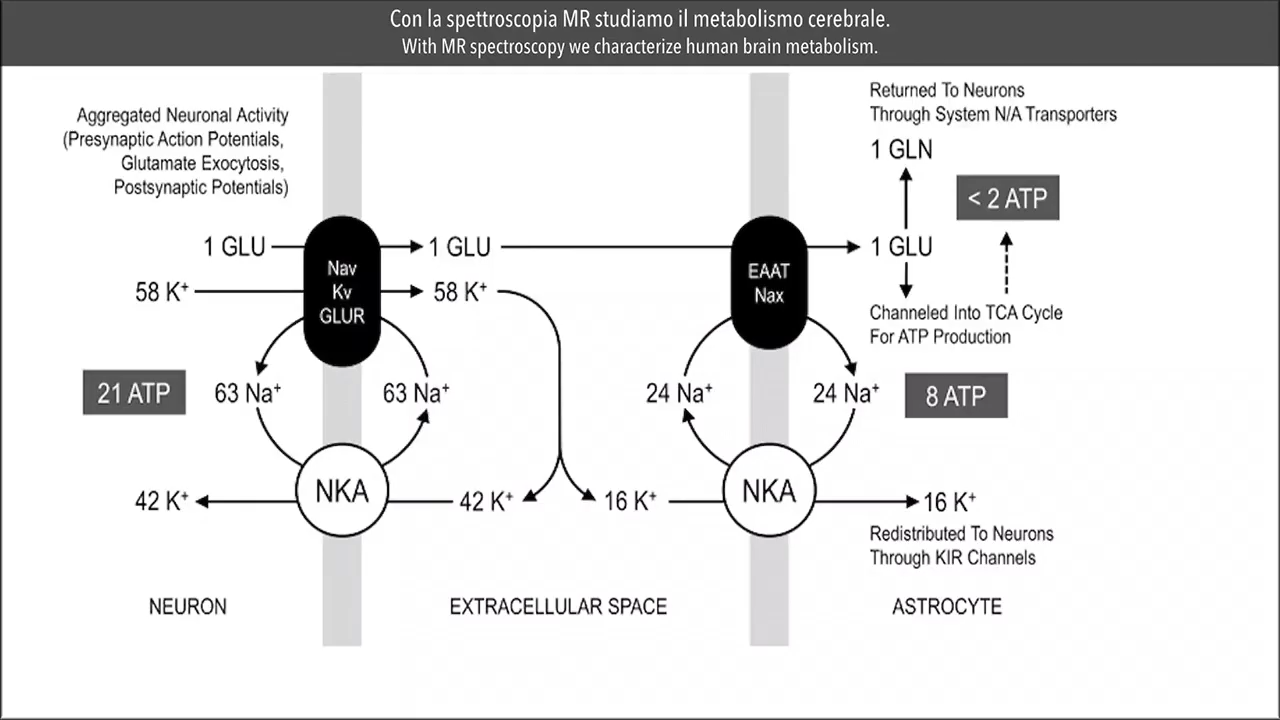 Con la spettroscopia MR studiamo il metabolismo cerebrale.
With MR spectroscopy we characterize human brain metabolism.
Aggregated Neuronal Activity
(Presynaptic Action Potentials,
Glutamate Exocytosis,
Postsynaptic Potentials)
Returned To Neurons
Through System N/A Transporters
1 GLN
< 2 ATP
1 GLU
Nav
Kv
GLUR
1 GLU
EAAT
Nax
1 GLU
58 K⁺
58 K⁺
Channeled Into TCA Cycle
For ATP Production
21 ATP
63 Na⁺
63 Na⁺
24 Na⁺
24 Na⁺
8 ATP
42 K⁺
NKA
42 K⁺
16 K⁺
NKA
16 K⁺
Redistributed To Neurons
Through KIR Channels
NEURON
EXTRACELLULAR SPACE
ASTROCYTE